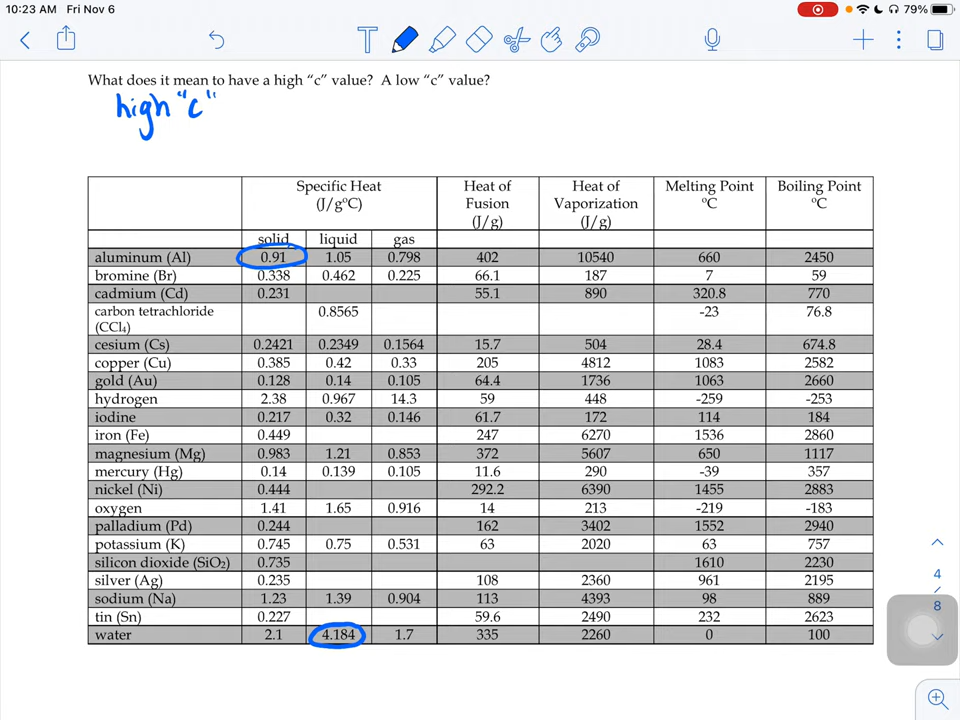 10:23 AM Fri Nov 6
79%
What does it mean to have a high “c” value? A low “c” value?
high "c"
Specific Heat (J/g°C) Heat of Fusion (J/g) Heat of Vaporization (J/g) Melting Point °C Boiling Point °C
solid liquid gas
aluminum (Al) 0.91 1.05 0.798 402 10540 660 2450
bromine (Br) 0.338 0.462 0.225 66.1 187 7 59
cadmium (Cd) 0.231 55.1 890 320.8 770
carbon tetrachloride (CCl₄) 0.8565 -23 76.8
cesium (Cs) 0.2421 0.2349 0.1564 15.7 504 28.4 674.8
copper (Cu) 0.385 0.42 0.33 205 4812 1083 2582
gold (Au) 0.128 0.14 0.105 64.4 1736 1063 2660
hydrogen 2.38 0.967 14.3 59 448 -259 -253
iodine 0.217 0.32 0.146 61.7 172 114 184
iron (Fe) 0.449 247 6270 1536 2860
magnesium (Mg) 0.983 1.21 0.853 372 5607 650 1117
mercury (Hg) 0.14 0.139 0.105 11.6 290 -39 357
nickel (Ni) 0.444 292.2 6390 1455 2883
oxygen 1.41 1.65 0.916 14 213 -219 -183
palladium (Pd) 0.244 162 3402 1552 2940
potassium (K) 0.745 0.75 0.531 63 2020 63 757
silicon dioxide (SiO₂) 0.735 1610 2230
silver (Ag) 0.235 108 2360 961 2195
sodium (Na) 1.23 1.39 0.904 113 4393 98 889
tin (Sn) 0.227 59.6 2490 232 2623
water 2.1 4.184 1.7 335 2260 0 100
4
/
8